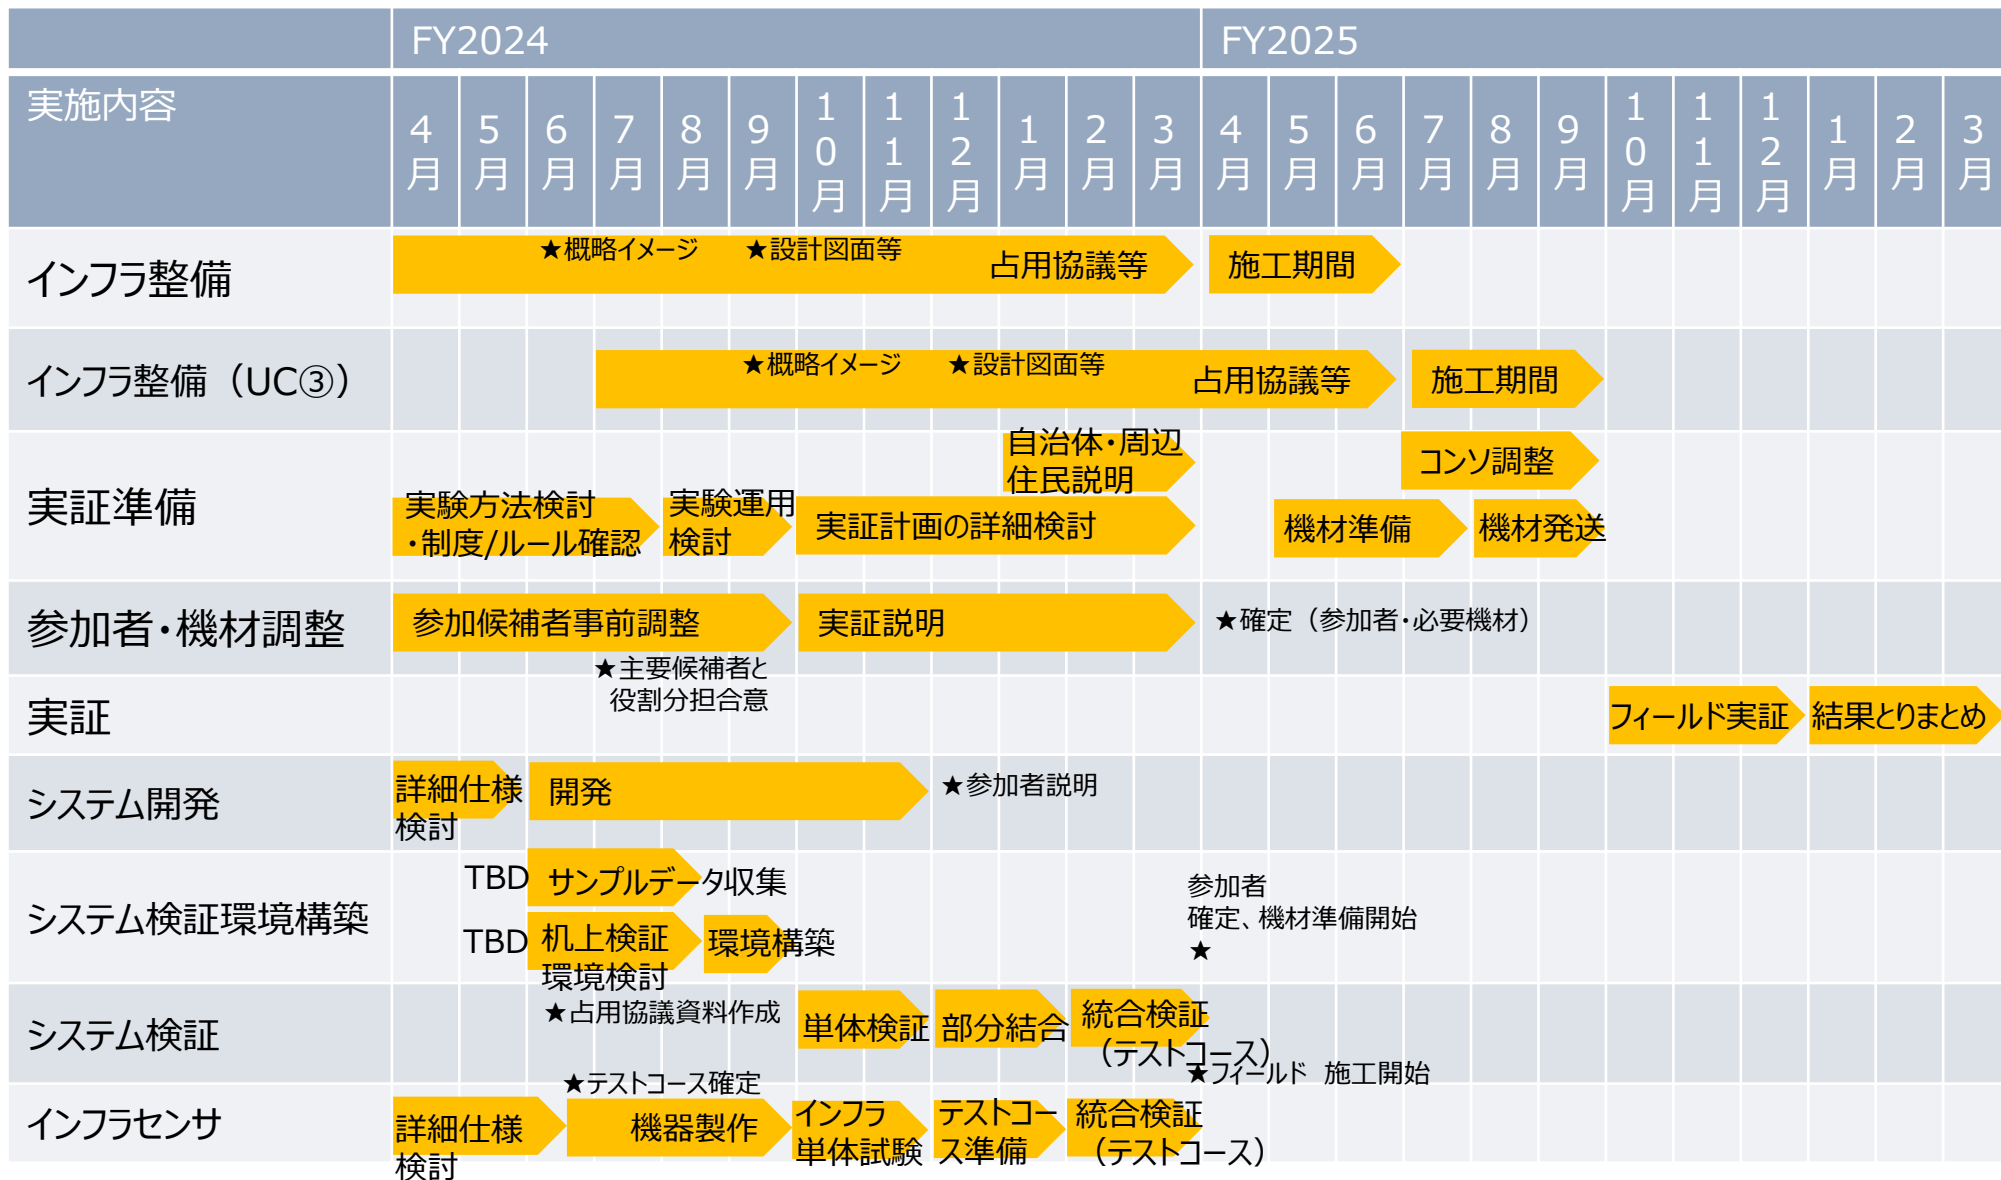 FY2024
FY2025
実施内容
4月
5月
6月
7月
8月
9月
10月
11月
12月
1月
2月
3月
4月
5月
6月
7月
8月
9月
10月
11月
12月
1月
2月
3月
インフラ整備
★概略イメージ
★設計図面等
占用協議等
施工期間
インフラ整備（UC③）
★概略イメージ
★設計図面等
占用協議等
施工期間
実証準備
自治体・周辺
住民説明
コンソ調整
実験方法検討
・制度/ルール確認
実験運用
検討
実証計画の詳細検討
機材準備
機材発送
参加者・機材調整
参加候補者事前調整
実証説明
★確定（参加者・必要機材）
★主要候補者と
役割分担合意
実証
フィールド実証
結果とりまとめ
システム開発
詳細仕様
検討
開発
★参加者説明
システム検証環境構築
TBD
サンプルデータ収集
TBD
机上検証
環境検討
環境構築
参加者
確定、機材準備開始
★
システム検証
★占用協議資料作成
単体検証
部分結合
統合検証
（テストコース）
★フィールド 施工開始
インフラセンサ
★テストコース確定
詳細仕様
検討
機器製作
インフラ
単体試験
テストコー
ス準備
統合検証
（テストコース）